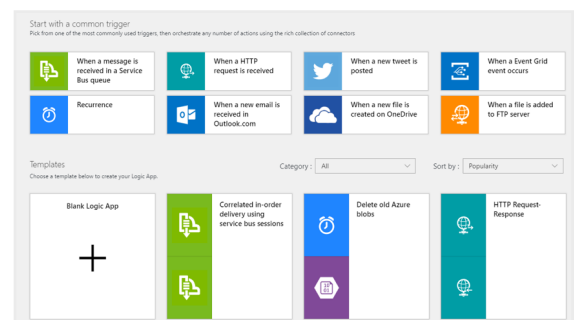 Start with a common trigger
Pick from one of the most commonly used triggers, then orchestrate any number of actions using the rich collection of connectors
When a message is
received in a Service
Bus queue
When a HTTP
request is received
When a new tweet is
posted
When a Event Grid
event occurs
Recurrence
When a new email is
received in
Outlook.com
When a new file is
created on OneDrive
When a file is added
to FTP server
Templates
Choose a template below to create your Logic App.
Category : All
Sort by : Popularity
Blank Logic App
Correlated in-order
delivery using
service bus sessions
Delete old Azure
blobs
10
01
HTTP Request-
Response